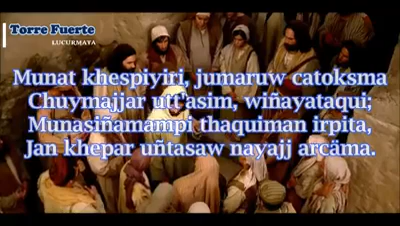 Torre Fuerte
LUCURMAYA
Munat khespiyiri, jumaruw catoksma
Chuymajjar utt'asim, wiñayataqui;
Munasiñamampi thaquiman irpita,
Jan khepar uñtasaw nayajj arcäma.